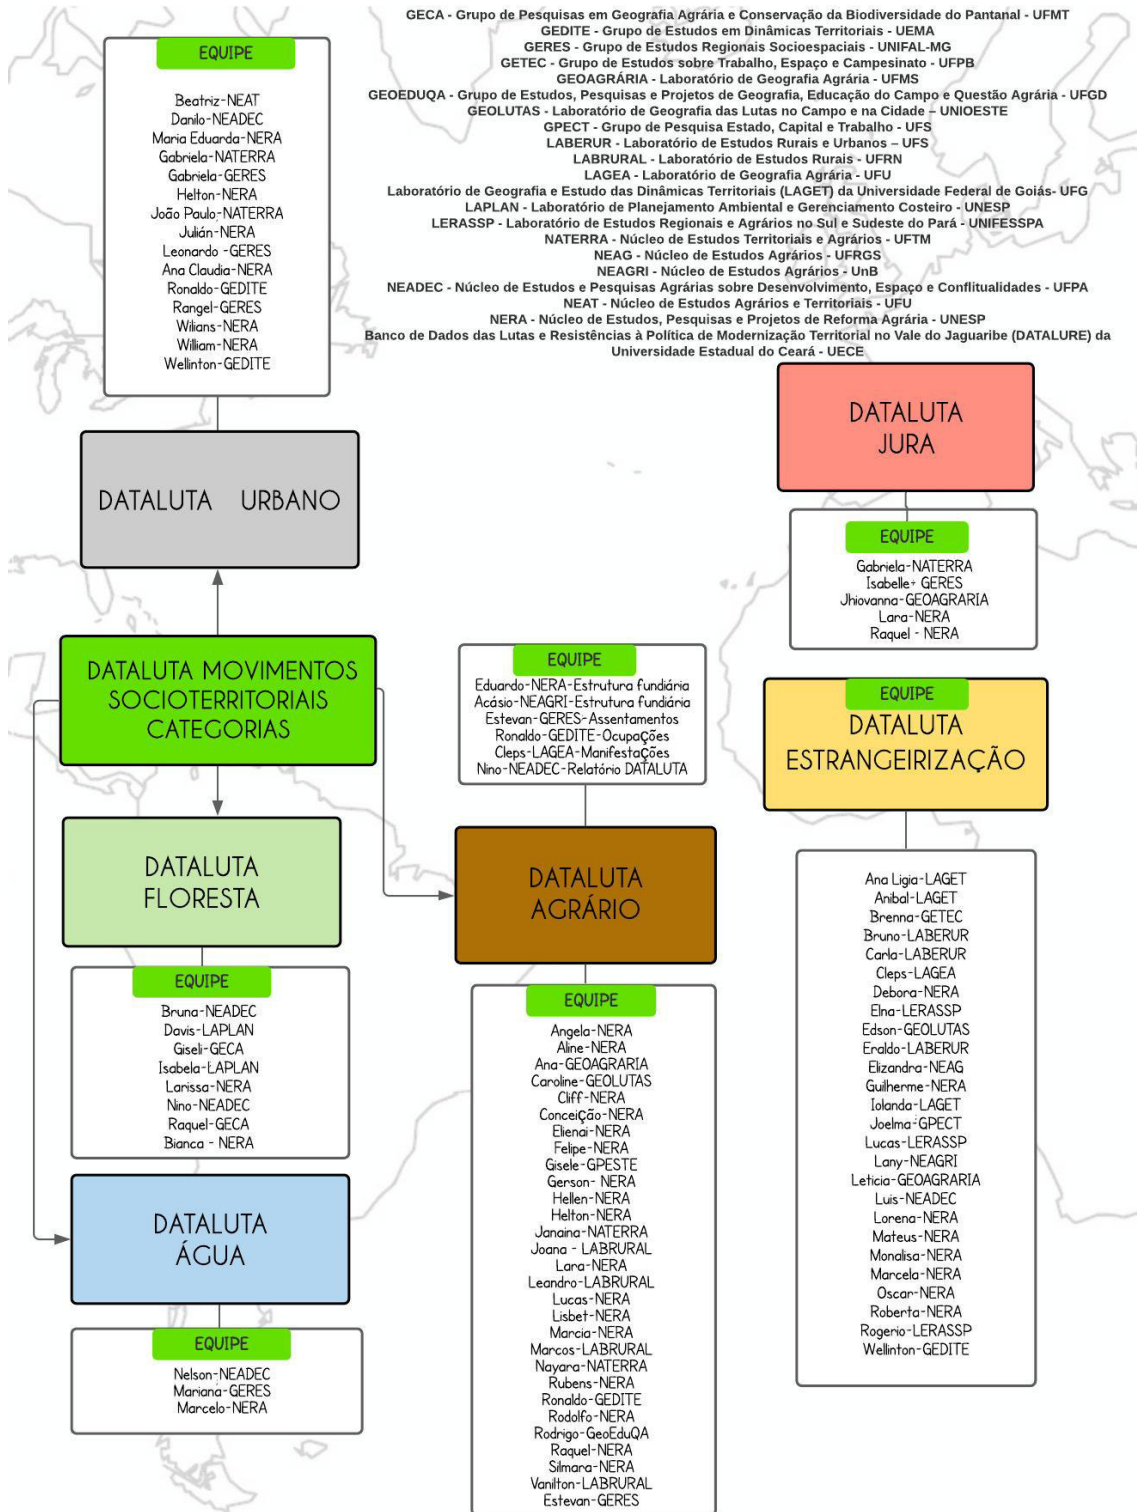 GECA - Grupo de Pesquisas em Geografia Agrária e Conservação da Biodiversidade do Pantanal - UFMT
GEDITE - Grupo de Estudos em Dinâmicas Territoriais - UEMA
GERES - Grupo de Estudos Regionais Socioespaciais - UNIFAL-MG
GETEC - Grupo de Estudos sobre Trabalho, Espaço e Campesinato - UFPB
GEOAGRÁRIA - Laboratório de Geografia Agrária - UFMS
GEOEDUQA - Grupo de Estudos, Pesquisas e Projetos de Geografia, Educação do Campo e Questão Agrária - UFGD
GEOLUTAS - Laboratório de Geografia das Lutas no Campo e na Cidade – UNIOESTE
GPECT - Grupo de Pesquisa Estado, Capital e Trabalho - UFS
LABERUR - Laboratório de Estudos Rurais e Urbanos – UFS
LABRURAL - Laboratório de Estudos Rurais - UFRN
LAGEA - Laboratório de Geografia Agrária - UFU
Laboratório de Geografia e Estudo das Dinâmicas Territoriais (LAGET) da Universidade Federal de Goiás- UFG
LAPLAN - Laboratório de Planejamento Ambiental e Gerenciamento Costeiro - UNESP
LERASSP - Laboratório de Estudos Regionais e Agrários no Sul e Sudeste do Pará - UNIFESSPA
NATERRA - Núcleo de Estudos Territoriais e Agrários - UFTM
NEAG - Núcleo de Estudos Agrários - UFRGS
NEAGRI - Núcleo de Estudos Agrários - UnB
NEADEC - Núcleo de Estudos e Pesquisas Agrárias sobre Desenvolvimento, Espaço e Conflitualidades - UFPA
NEAT - Núcleo de Estudos Agrários e Territoriais - UFU
NERA - Núcleo de Estudos, Pesquisas e Projetos de Reforma Agrária - UNESP
Banco de Dados das Lutas e Resistências à Política de Modernização Territorial no Vale do Jaguaribe (DATALURE) da
Universidade Estadual do Ceará - UECE
EQUIPE
Beatriz-NEAT
Danilo-NEADEC
Maria Eduarda-NERA
Gabriela-NATERRA
Gabriela-GERES
Helton-NERA
João Paulo-NATERRA
Julián-NERA
Leonardo -GERES
Ana Claudia-NERA
Ronaldo-GEDITE
Rangel-GERES
Wilians-NERA
William-NERA
Wellinton-GEDITE
DATALUTA URBANO
DATALUTA
JURA
EQUIPE
Gabriela-NATERRA
Isabelle- GERES
Jhiovanna-GEOAGRARIA
Lara-NERA
Raquel - NERA
DATALUTA MOVIMENTOS
SOCIOTERRITORIAIS
CATEGORIAS
EQUIPE
Eduardo-NERA-Estrutura fundiária
Acásio-NEAGRI-Estrutura fundiária
Estevan-GERES-Assentamentos
Ronaldo-GEDITE-Ocupações
Cleps-LAGEA-Manifestações
Nino-NEADEC-Relatório DATALUTA
EQUIPE
DATALUTA
ESTRANGEIRIZAÇÃO
DATALUTA
FLORESTA
DATALUTA
AGRÁRIO
EQUIPE
Bruna-NEADEC
Davis-LAPLAN
Giseli-GECA
Isabela-LAPLAN
Larissa-NERA
Nino-NEADEC
Raquel-GECA
Bianca - NERA
DATALUTA
ÁGUA
EQUIPE
Nelson-NEADEC
Mariana-GERES
Marcelo-NERA
EQUIPE
Angela-NERA
Aline-NERA
Ana-GEOAGRARIA
Caroline-GEOLUTAS
Cliff-NERA
Conceição-NERA
Elienai-NERA
Felipe-NERA
Gisele-GPESTE
Gerson- NERA
Hellen-NERA
Helton-NERA
Janaina-NATERRA
Joana - LABRURAL
Lara-NERA
Leandro-LABRURAL
Lucas-NERA
Lisbet-NERA
Marcia-NERA
Marcos-LABRURAL
Nayara-NATERRA
Rubens-NERA
Ronaldo-GEDITE
Rodolfo-NERA
Rodrigo-GeoEduQA
Raquel-NERA
Silmara-NERA
Vanilton-LABRURAL
Estevan-GERES
Ana Ligia-LAGET
Anibal-LAGET
Brenna-GETEC
Bruno-LABERUR
Carla-LABERUR
Cleps-LAGEA
Debora-NERA
Elna-LERASSP
Edson-GEOLUTAS
Eraldo-LABERUR
Elizandra-NEAG
Guilherme-NERA
Iolanda-LAGET
Joelma-GPECT
Lucas-LERASSP
Lany-NEAGRI
Leticia-GEOAGRARIA
Luis-NEADEC
Lorena-NERA
Mateus-NERA
Monalisa-NERA
Marcela-NERA
Oscar-NERA
Roberta-NERA
Rogerio-LERASSP
Wellinton-GEDITE